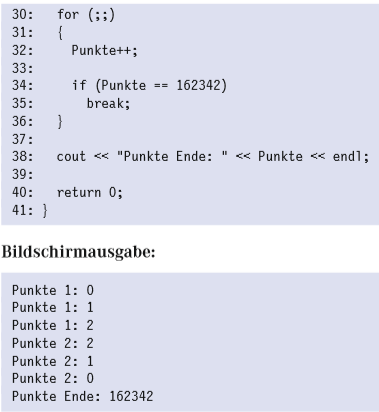 30:   for (;;)
31:   {
32:     Punkte++;
33:
34:     if (Punkte == 162342)
35:       break;
36:   }
37:
38:   cout << "Punkte Ende: " << Punkte << endl;
39:
40:   return 0;
41: }
Bildschirmausgabe:
Punkte 1: 0
Punkte 1: 1
Punkte 1: 2
Punkte 2: 2
Punkte 2: 1
Punkte 2: 0
Punkte Ende: 162342